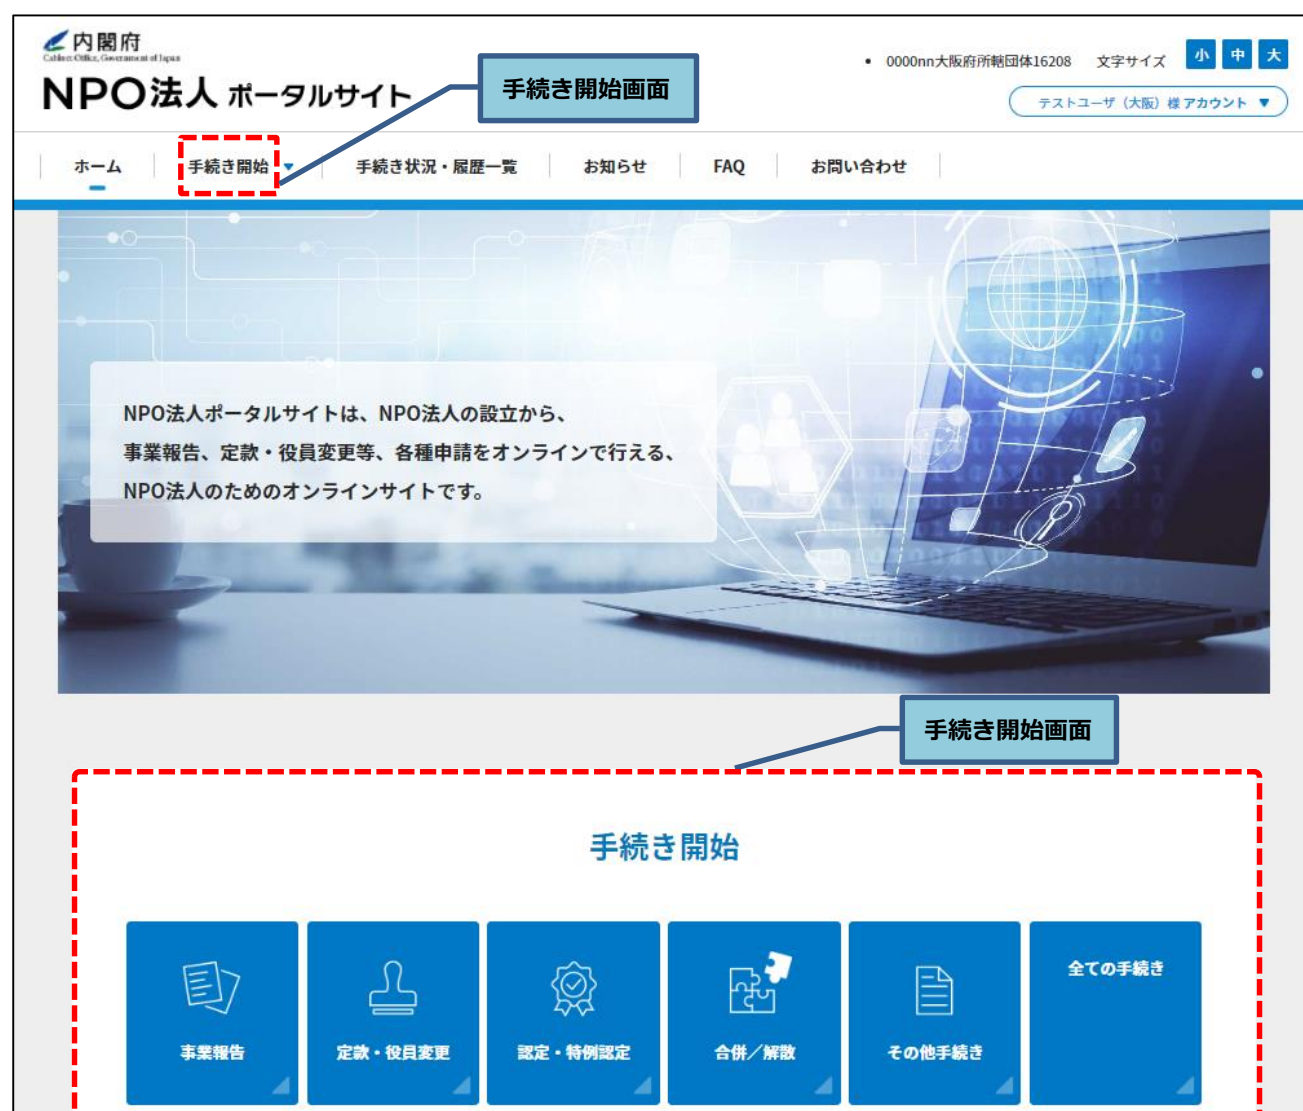 内閣府
Cabinet Office, Government of Japan
NPO法人 ポータルサイト
手続き開始画面
• 0000nn大阪府所轄団体16208 文字サイズ 小 中 大
テストユーザ（大阪）様 アカウント ▼
ホーム 手続き開始 ▼ 手続き状況・履歴一覧 お知らせ FAQ お問い合わせ
NPO法人ポータルサイトは、NPO法人の設立から、
事業報告、定款・役員変更等、各種申請をオンラインで行える、
NPO法人のためのオンラインサイトです。
手続き開始画面
手続き開始
事業報告
定款・役員変更
認定・特例認定
合併／解散
その他手続き
全ての手続き